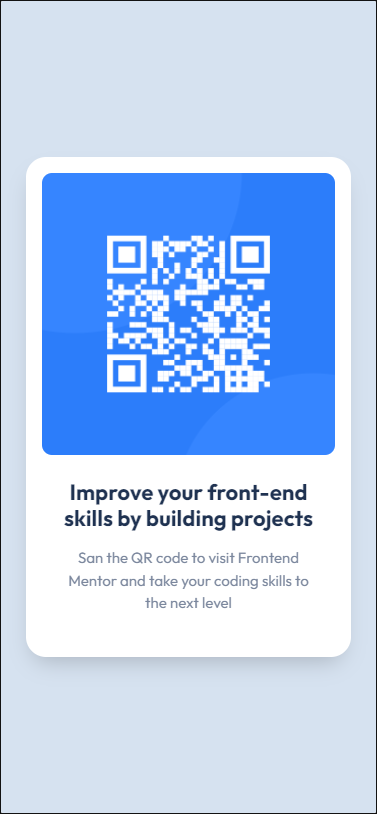 Improve your front-end
skills by building projects
San the QR code to visit Frontend
Mentor and take your coding skills to
the next level